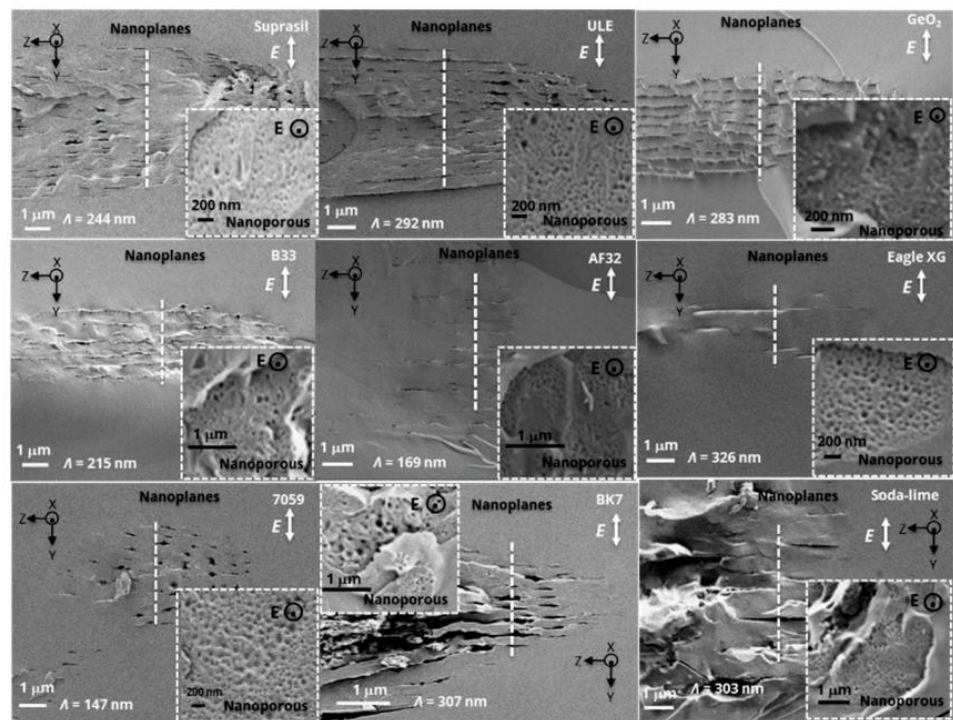 Nanoplanes
Suprasil
X
Z
Y
E
E
200 nm
Nanoporous
1 μm
Λ = 244 nm
Nanoplanes
ULE
X
Z
Y
E
E
200 nm
Nanoporous
1 μm
Λ = 292 nm
Nanoplanes
GeO₂
X
Z
Y
E
E
200 nm
Nanoporous
1 μm
Λ = 283 nm
Nanoplanes
B33
X
Z
Y
E
E
1 μm
Nanoporous
1 μm
Λ = 215 nm
Nanoplanes
AF32
X
Z
Y
E
E
1 μm
Nanoporous
1 μm
Λ = 169 nm
Nanoplanes
Eagle XG
X
Z
Y
E
E
200 nm
Nanoporous
1 μm
Λ = 326 nm
Nanoplanes
7059
X
Z
Y
E
E
200 nm
Nanoporous
1 μm
Λ = 147 nm
Nanoplanes
BK7
E
E
1 μm
Nanoporous
X
Z
Y
1 μm
Λ = 307 nm
Nanoplanes
Soda-lime
E
X
Z
Y
E
1 μm
Nanoporous
1 μm
Λ = 303 nm